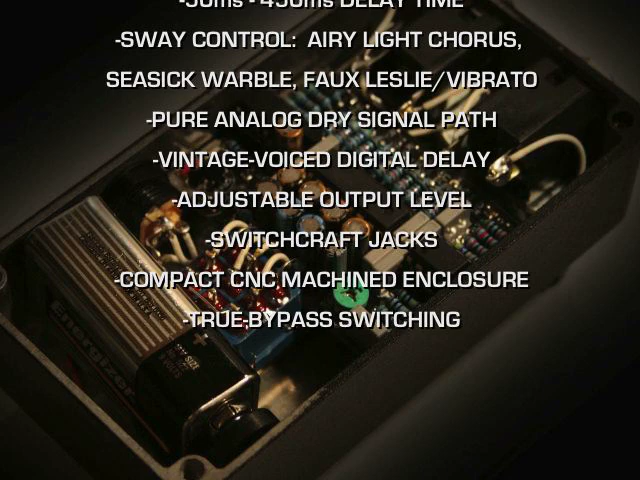 -SWAY CONTROL:  AIRY LIGHT CHORUS,
SEASICK WARBLE, FAUX LESLIE/VIBRATO
-PURE ANALOG DRY SIGNAL PATH
-VINTAGE-VOICED DIGITAL DELAY
-ADJUSTABLE OUTPUT LEVEL
-SWITCHCRAFT JACKS
-COMPACT CNC MACHINED ENCLOSURE
-TRUE-BYPASS SWITCHING
Energizer